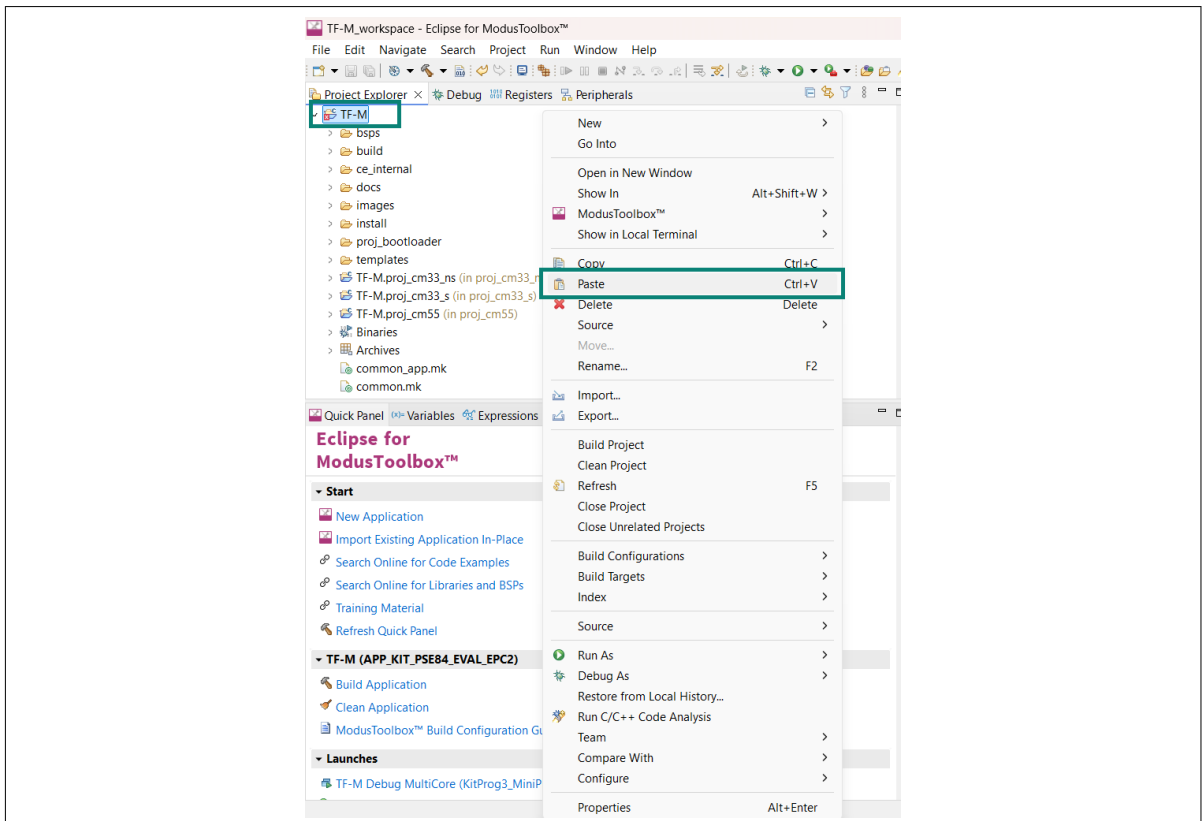 TF-M_workspace - Eclipse for ModusToolbox™
File Edit Navigate Search Project Run Window Help
Project Explorer × Debug Registers Peripherals
TF-M
bsps
build
ce_internal
docs
images
install
proj_bootloader
templates
TF-M.proj_cm33_ns (in proj_cm33_n
TF-M.proj_cm33_s (in proj_cm33_s)
TF-M.proj_cm55 (in proj_cm55)
Binaries
Archives
common_app.mk
common.mk
Quick Panel (x)= Variables Expressions
Eclipse for
ModusToolbox™
Start
New Application
Import Existing Application In-Place
Search Online for Code Examples
Search Online for Libraries and BSPs
Training Material
Refresh Quick Panel
TF-M (APP_KIT_PSE84_EVAL_EPC2)
Build Application
Clean Application
ModusToolbox™ Build Configuration Gu
Launches
TF-M Debug MultiCore (KitProg3_MiniP
New >
Go Into
Open in New Window
Show In Alt+Shift+W >
ModusToolbox™ >
Show in Local Terminal >
Copy Ctrl+C
Paste Ctrl+V
Delete Delete
Source >
Move...
Rename... F2
Import...
Export...
Build Project
Clean Project
Refresh F5
Close Project
Close Unrelated Projects
Build Configurations >
Build Targets >
Index >
Source >
Run As >
Debug As >
Restore from Local History...
Run C/C++ Code Analysis
Team >
Compare With >
Configure >
Properties Alt+Enter